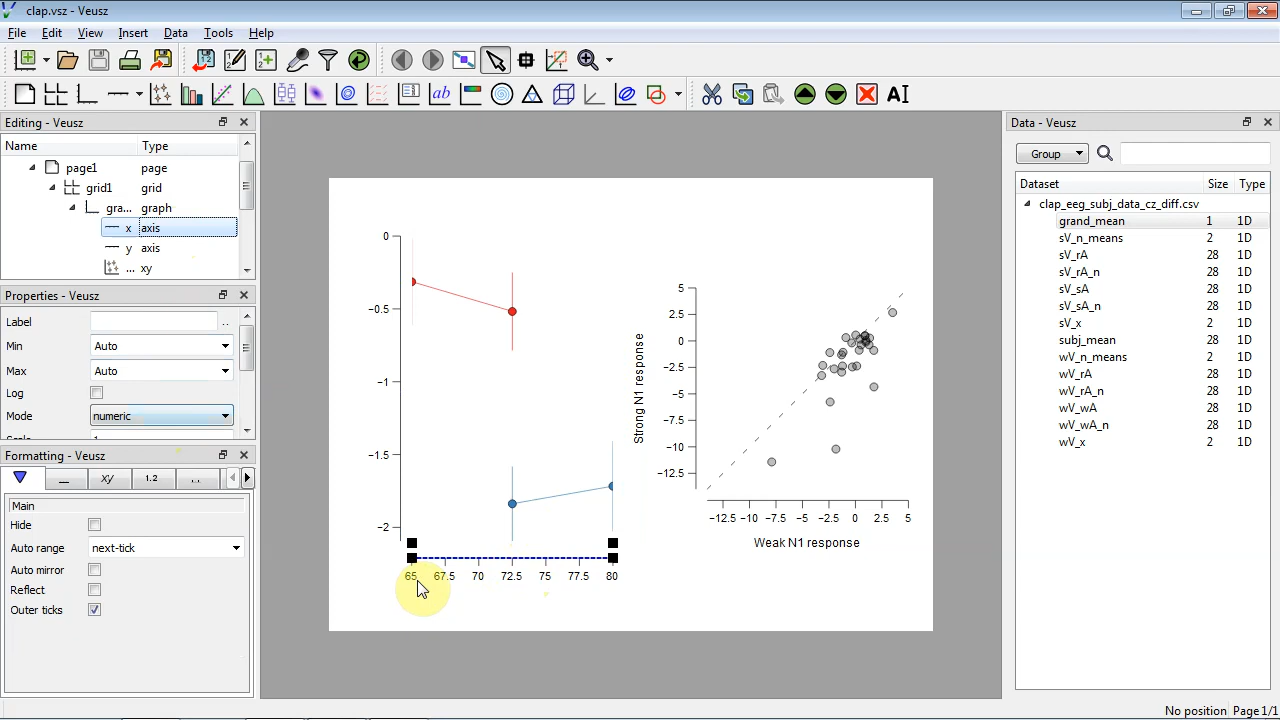 clap.vsz - Veusz
File Edit View Insert Data Tools Help
ab
AI
Editing - Veusz
Name Type
page1 page
grid1 grid
gra... graph
x axis
y axis
... xy
Properties - Veusz
Label ..
Min Auto
Max Auto
Log
Mode numeric
Formatting - Veusz
xy 1.2
Main
Hide
Auto range next-tick
Auto mirror
Reflect
Outer ticks
0
−0.5
−1
−1.5
−2
65 67.5 70 72.5 75 77.5 80
5
2.5
0
−2.5
−5
−7.5
−10
−12.5
Strong N1 response
−12.5 −10 −7.5 −5 −2.5 0 2.5 5
Weak N1 response
Data - Veusz
Group
Dataset Size Type
clap_eeg_subj_data_cz_diff.csv
grand_mean 1 1D
sV_n_means 2 1D
sV_rA 28 1D
sV_rA_n 28 1D
sV_sA 28 1D
sV_sA_n 28 1D
sV_x 2 1D
subj_mean 28 1D
wV_n_means 2 1D
wV_rA 28 1D
wV_rA_n 28 1D
wV_wA 28 1D
wV_wA_n 28 1D
wV_x 2 1D
No position Page1/1